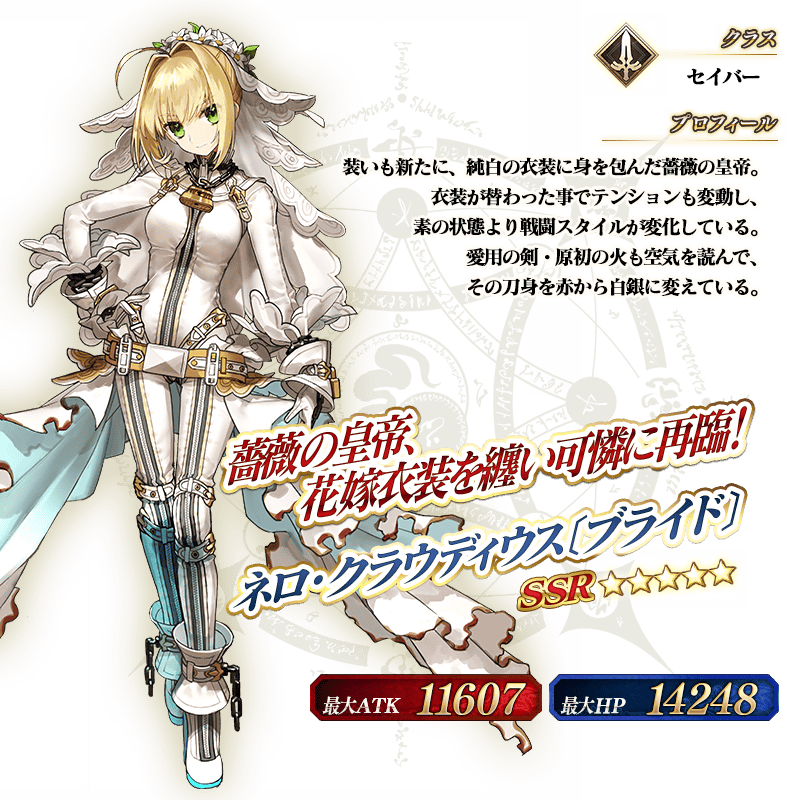 クラス
セイバー
プロフィール
装いも新たに、純白の衣装に身を包んだ薔薇の皇帝。
衣装が替わった事でテンションも変動し、
素の状態より戦闘スタイルが変化している。
愛用の剣・原初の火も空気を読んで、
その刀身を赤から白銀に変えている。
薔薇の皇帝、
花嫁衣装を纏い可憐に再臨！
ネロ・クラウディウス〔ブライド〕
SSR ☆☆☆☆☆
最大ATK 11607
最大HP 14248